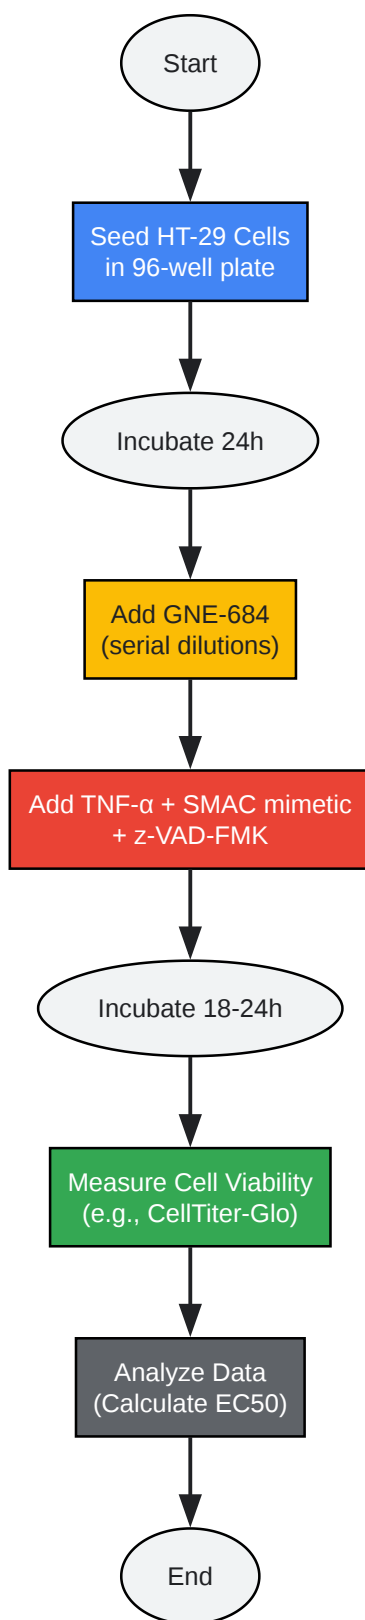 Start
Seed HT-29 Cells
in 96-well plate
Incubate 24h
Add GNE-684
(serial dilutions)
Add TNF-α + SMAC mimetic
+ z-VAD-FMK
Incubate 18-24h
Measure Cell Viability
(e.g., CellTiter-Glo)
Analyze Data
(Calculate EC50)
End